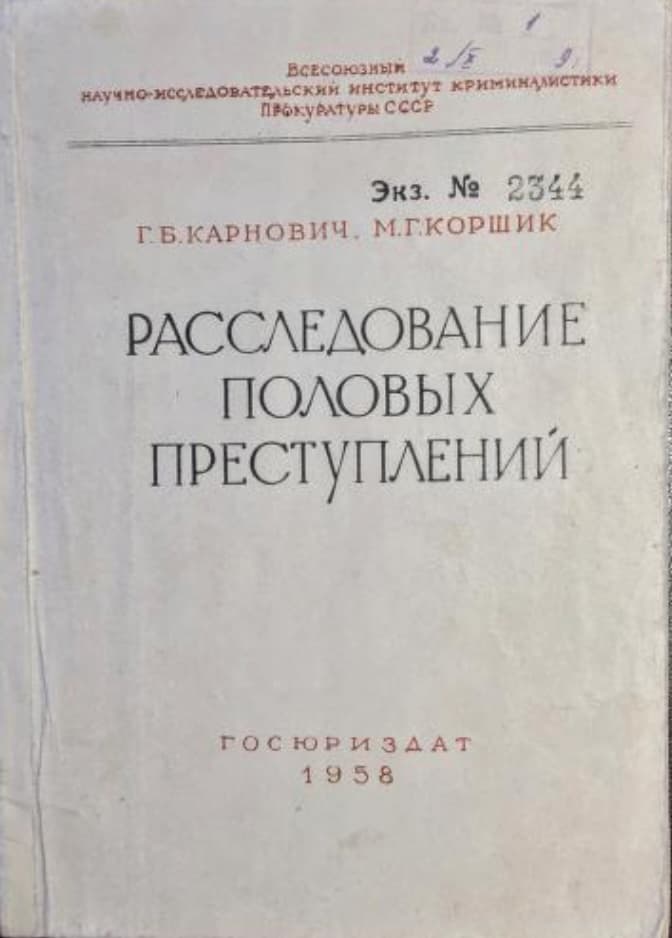 Всесоюзный
научно-исследовательский институт криминалистики
Прокуратуры СССР
Экз. № 2344
Г. Б. КАРНОВИЧ, М. Г. КОРШИК
РАССЛЕДОВАНИЕ
ПОЛОВЫХ
ПРЕСТУПЛЕНИЙ
ГОСЮРИЗДАТ
1958